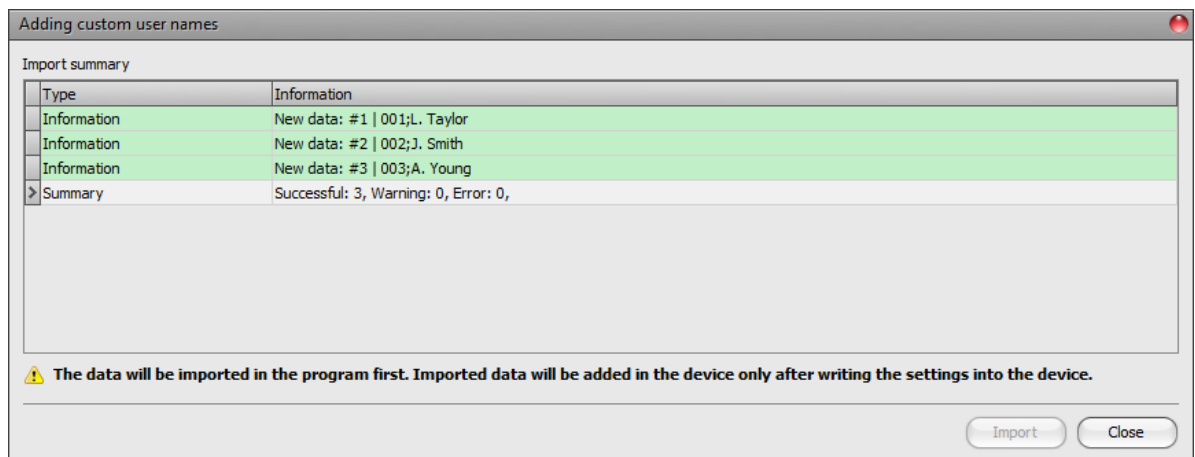 Adding custom user names
Import summary
Type Information
Information New data: #1 | 001;L. Taylor
Information New data: #2 | 002;J. Smith
Information New data: #3 | 003;A. Young
Summary Successful: 3, Warning: 0, Error: 0,
The data will be imported in the program first. Imported data will be added in the device only after writing the settings into the device.
Import Close